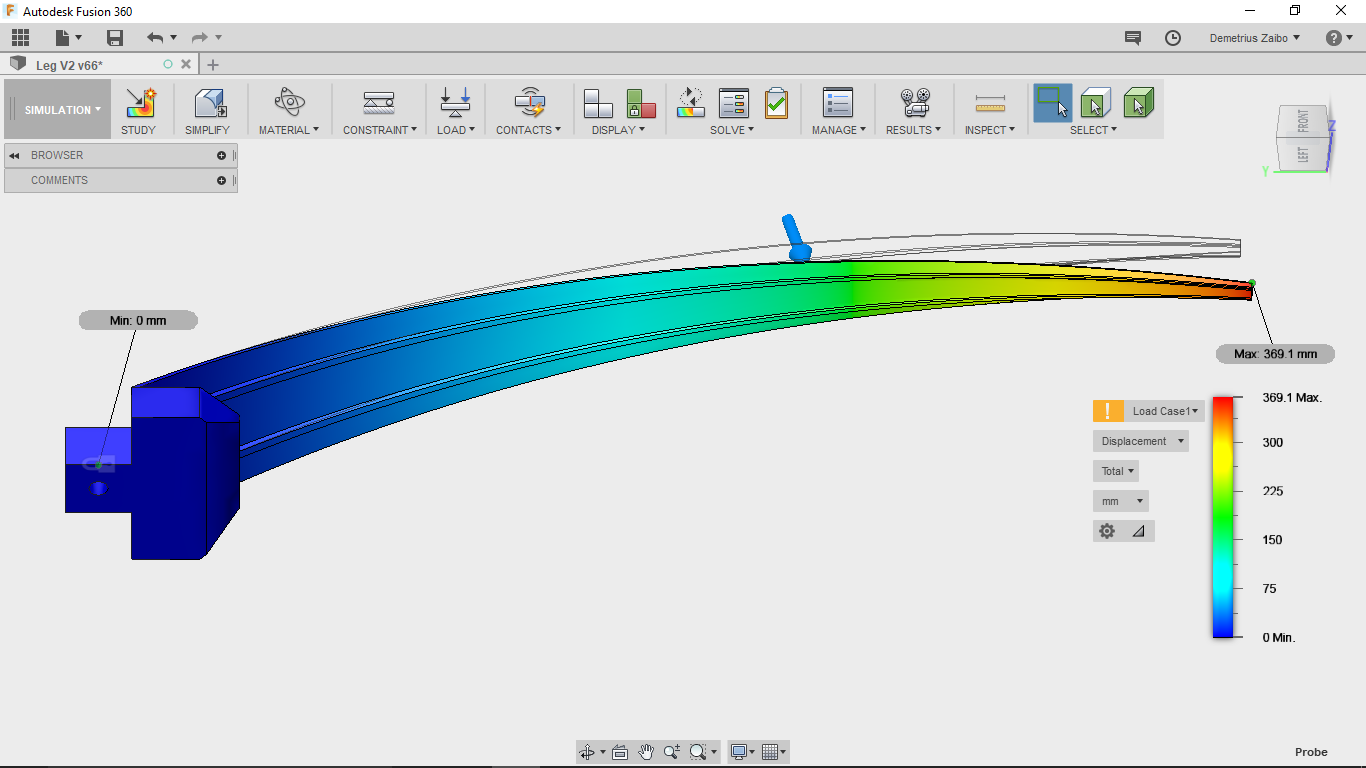 Autodesk Fusion 360
Demetrius Zaibo
Leg V2 v66*
SIMULATION
STUDY
SIMPLIFY
MATERIAL
CONSTRAINT
LOAD
CONTACTS
DISPLAY
SOLVE
MANAGE
RESULTS
INSPECT
SELECT
BROWSER
COMMENTS
FRONT
LEFT
Z
Y
Min: 0 mm
Max: 369.1 mm
Load Case1
Displacement
Total
mm
369.1 Max.
300
225
150
75
0 Min.
Probe